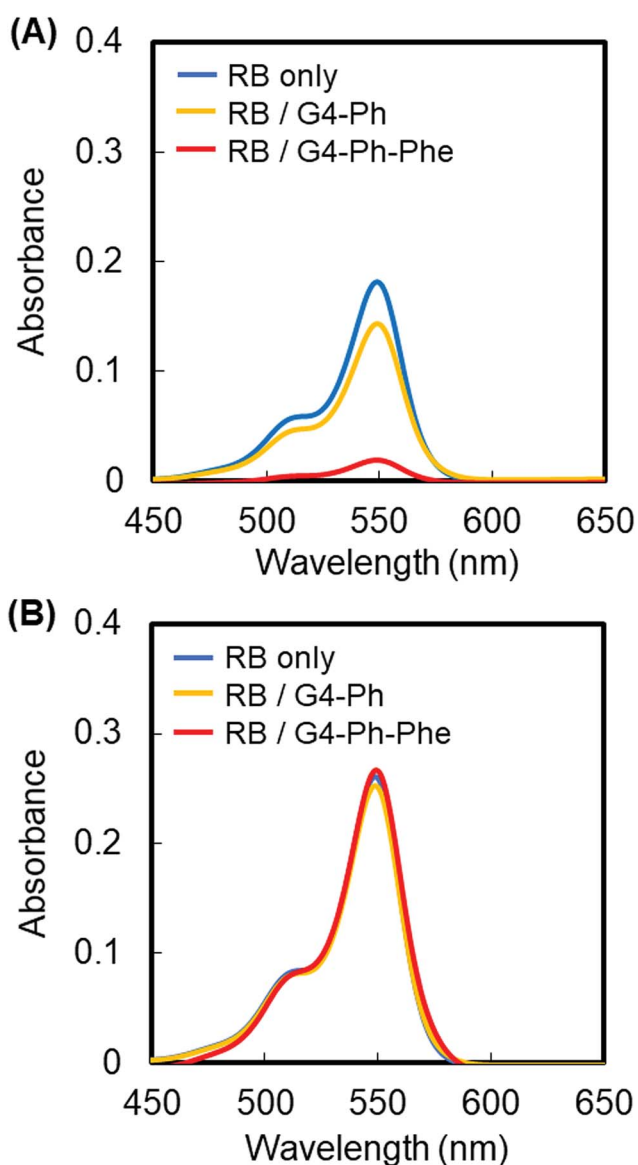 (A)
0.4
0.3
0.2
0.1
0
Absorbance
RB only
RB / G4-Ph
RB / G4-Ph-Phe
450 500 550 600 650
Wavelength (nm)
(B)
0.4
0.3
0.2
0.1
0
Absorbance
RB only
RB / G4-Ph
RB / G4-Ph-Phe
450 500 550 600 650
Wavelength (nm)